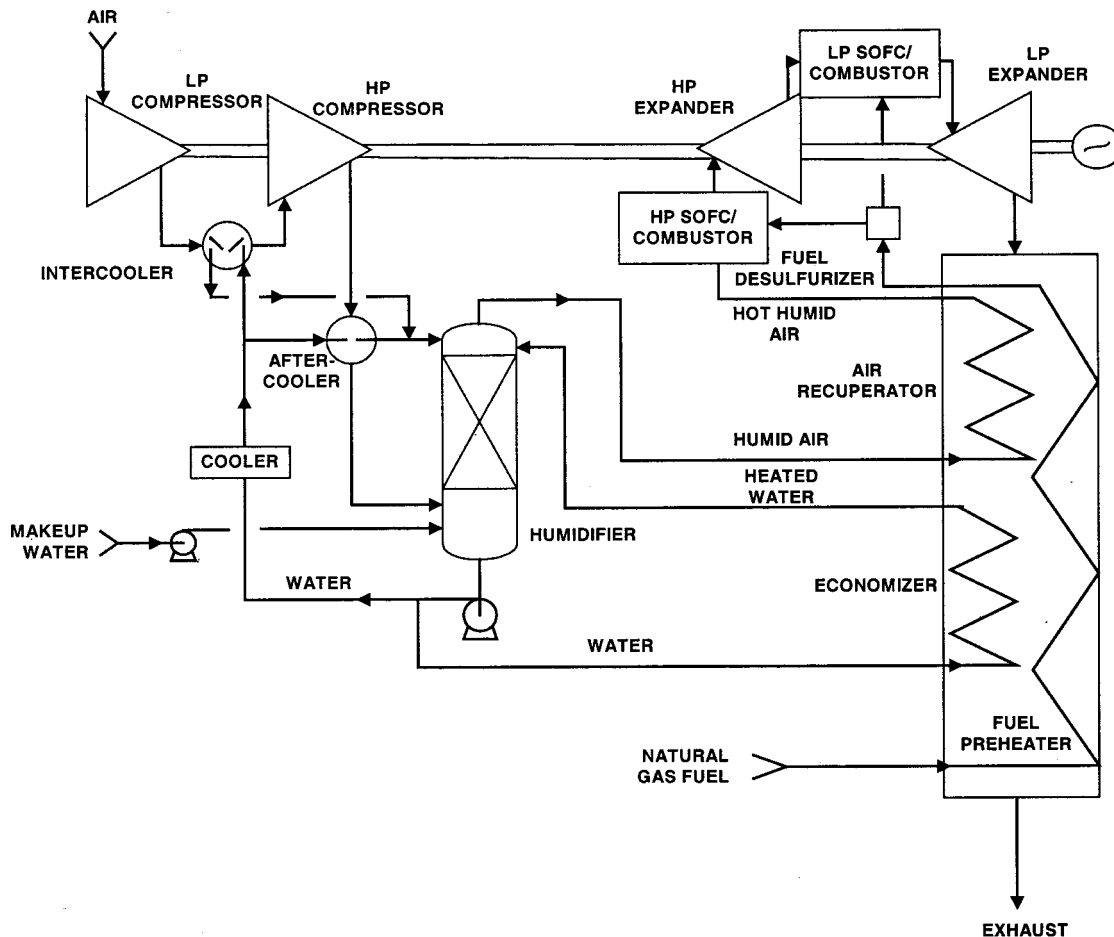 AIR
LP
COMPRESSOR
HP
COMPRESSOR
HP
EXPANDER
LP SOFC/
COMBUSTOR
LP
EXPANDER
INTERCOOLER
HP SOFC/
COMBUSTOR
FUEL
DESULFURIZER
HOT HUMID
AIR
AFTER-
COOLER
AIR
RECUPERATOR
COOLER
HUMID AIR
HEATED
WATER
MAKEUP
WATER
HUMIDIFIER
WATER
ECONOMIZER
WATER
FUEL
PREHEATER
NATURAL
GAS FUEL
EXHAUST